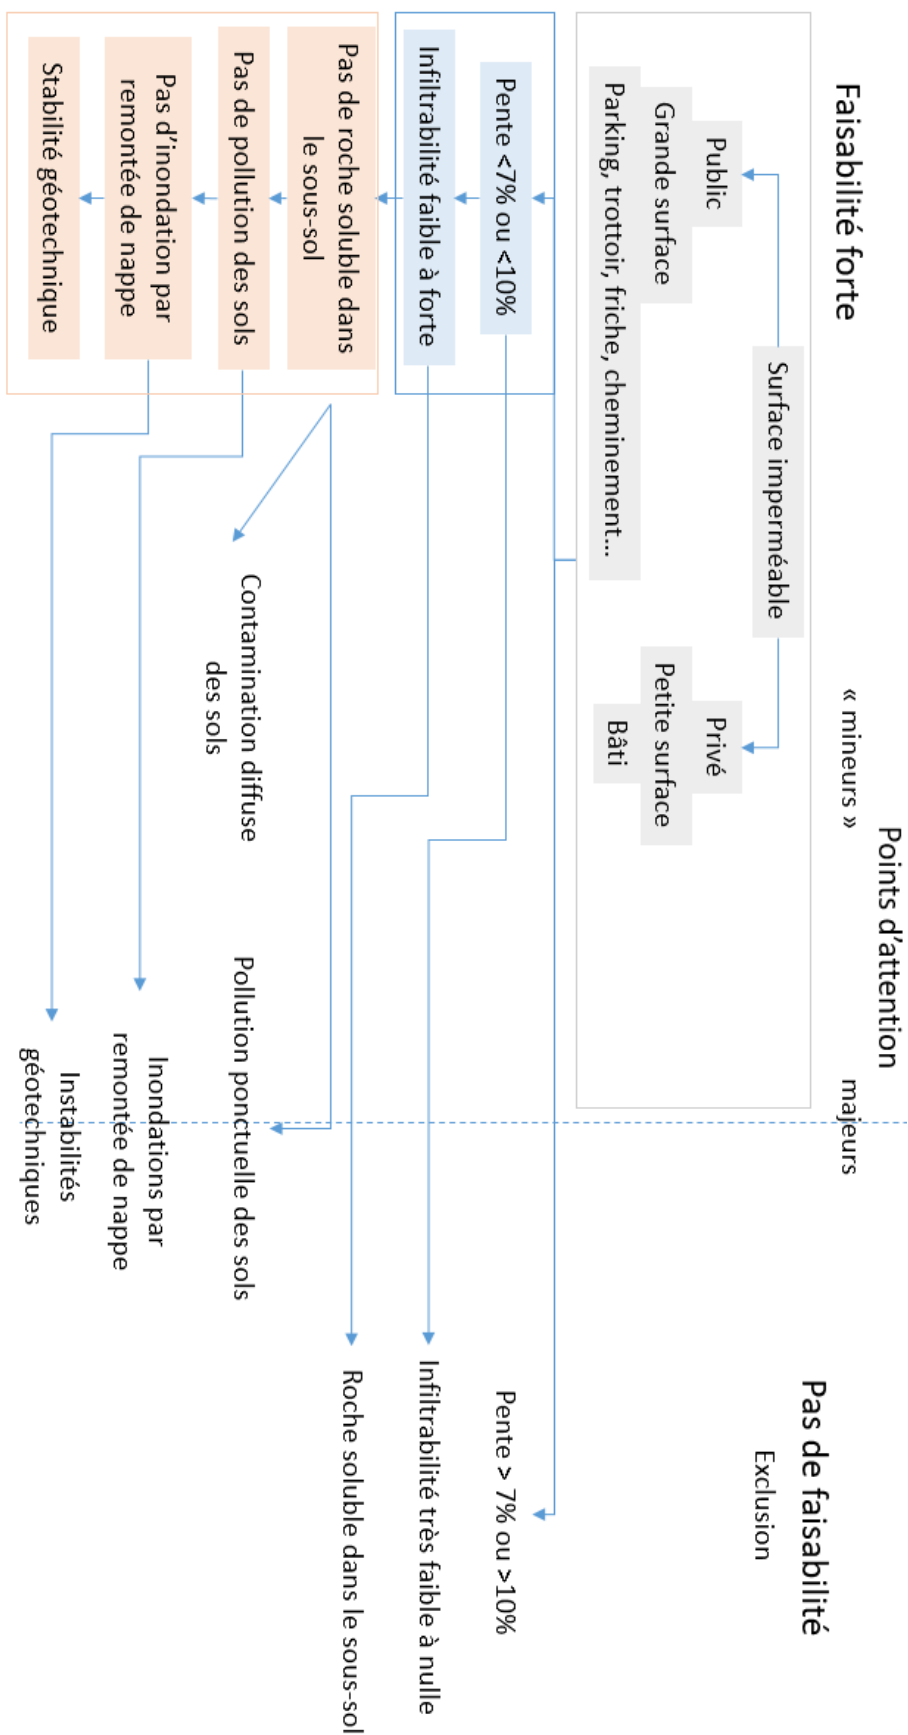 Points d’attention
Faisabilité forte
« mineurs »
majeurs
Pas de faisabilité
Exclusion
Surface imperméable
Public
Privé
Grande surface
Petite surface
Parking, trottoir, friche, cheminement...
Bâti
Pente <7% ou <10%
Pente > 7% ou >10%
Infiltrabilité faible à forte
Infiltrabilité très faible à nulle
Pas de roche soluble dans
le sous-sol
Roche soluble dans le sous-sol
Pas de pollution des sols
Contamination diffuse
des sols
Pollution ponctuelle des sols
Pas d’inondation par
remontée de nappe
Inondations par
remontée de nappe
Stabilité géotechnique
Instabilités
géotechniques